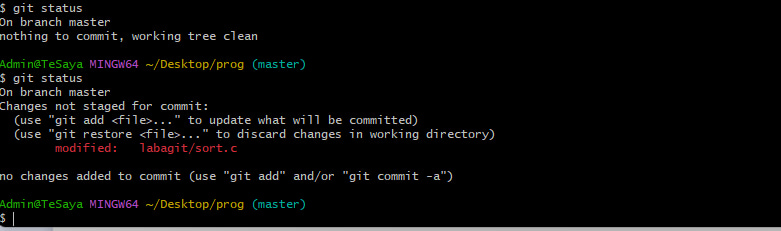 $ git status
On branch master
nothing to commit, working tree clean
Admin@TeSaya MINGW64 ~/Desktop/prog (master)
$ git status
On branch master
Changes not staged for commit:
(use "git add <file>..." to update what will be committed)
(use "git restore <file>..." to discard changes in working directory)
modified:   labagit/sort.c
no changes added to commit (use "git add" and/or "git commit -a")
Admin@TeSaya MINGW64 ~/Desktop/prog (master)
$